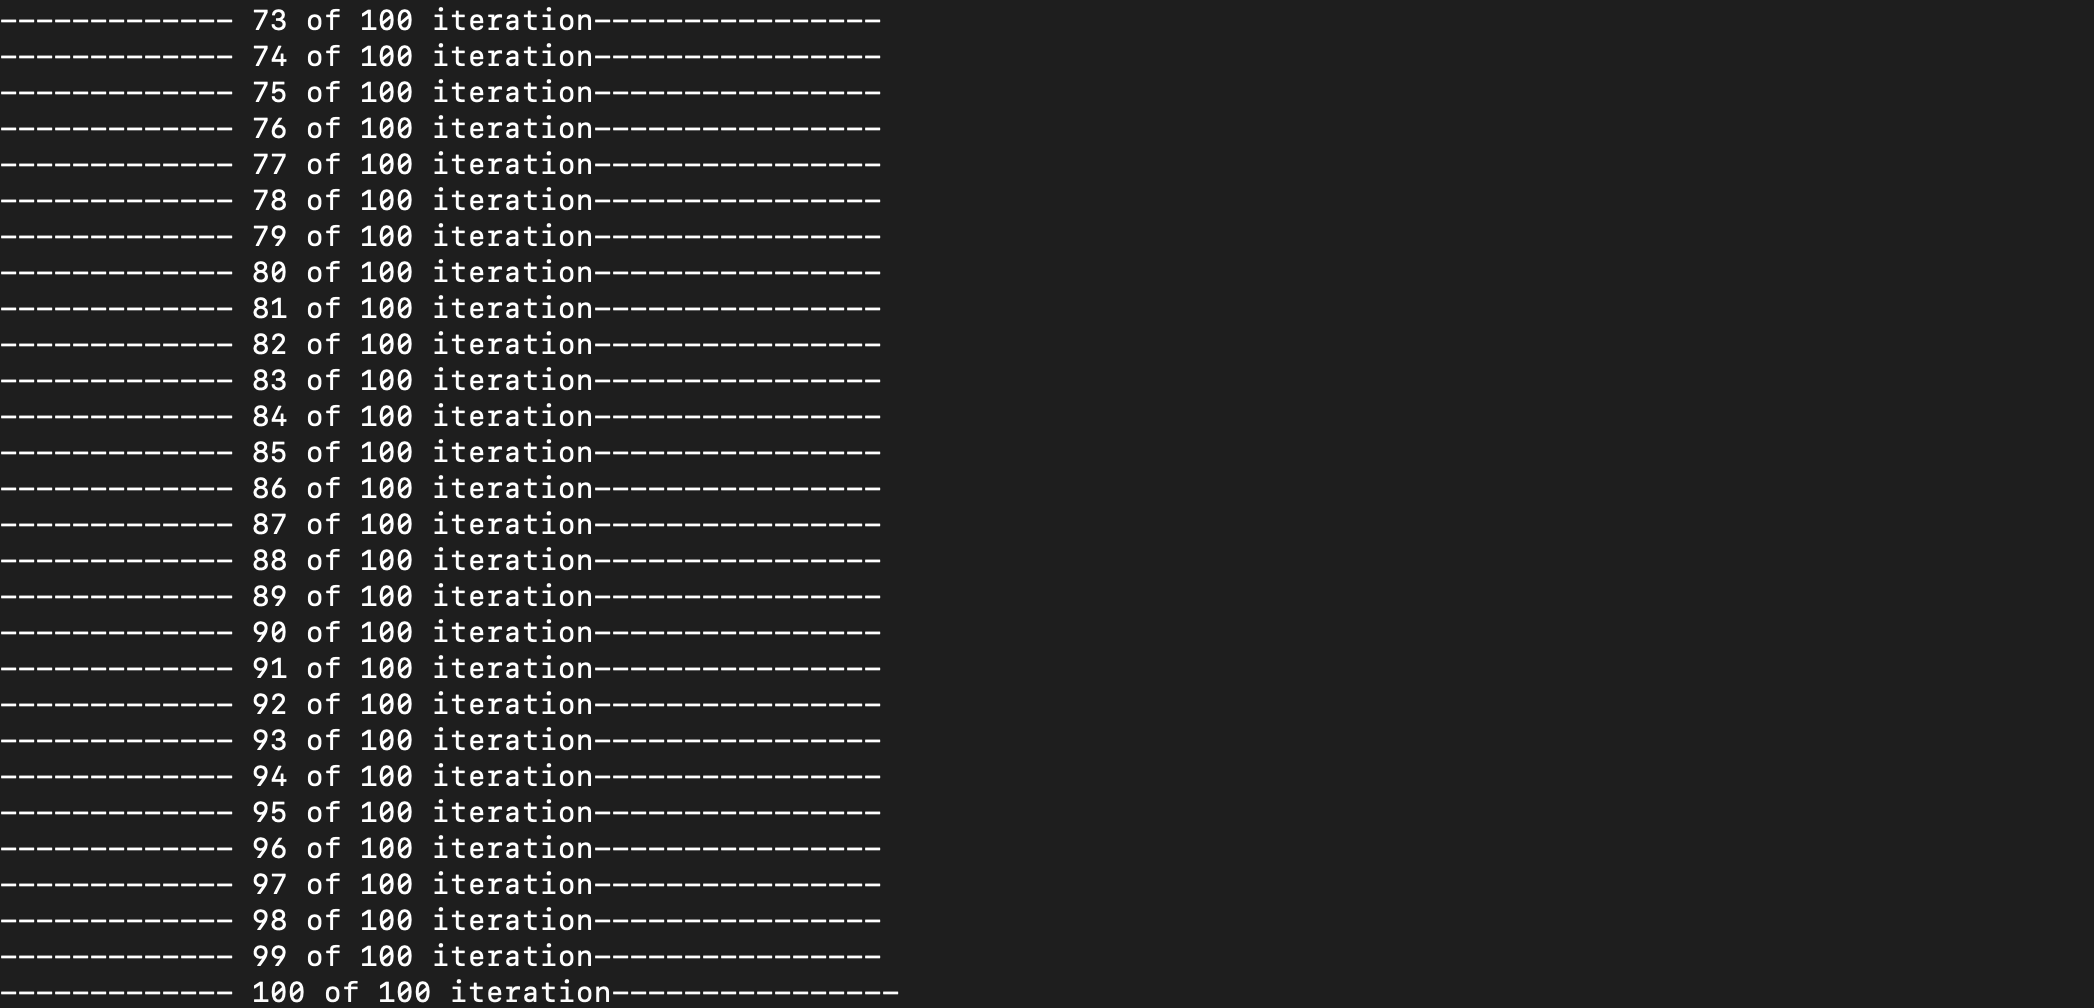 ------------- 73 of 100 iteration----------------
------------- 74 of 100 iteration----------------
------------- 75 of 100 iteration----------------
------------- 76 of 100 iteration----------------
------------- 77 of 100 iteration----------------
------------- 78 of 100 iteration----------------
------------- 79 of 100 iteration----------------
------------- 80 of 100 iteration----------------
------------- 81 of 100 iteration----------------
------------- 82 of 100 iteration----------------
------------- 83 of 100 iteration----------------
------------- 84 of 100 iteration----------------
------------- 85 of 100 iteration----------------
------------- 86 of 100 iteration----------------
------------- 87 of 100 iteration----------------
------------- 88 of 100 iteration----------------
------------- 89 of 100 iteration----------------
------------- 90 of 100 iteration----------------
------------- 91 of 100 iteration----------------
------------- 92 of 100 iteration----------------
------------- 93 of 100 iteration----------------
------------- 94 of 100 iteration----------------
------------- 95 of 100 iteration----------------
------------- 96 of 100 iteration----------------
------------- 97 of 100 iteration----------------
------------- 98 of 100 iteration----------------
------------- 99 of 100 iteration----------------
------------- 100 of 100 iteration----------------